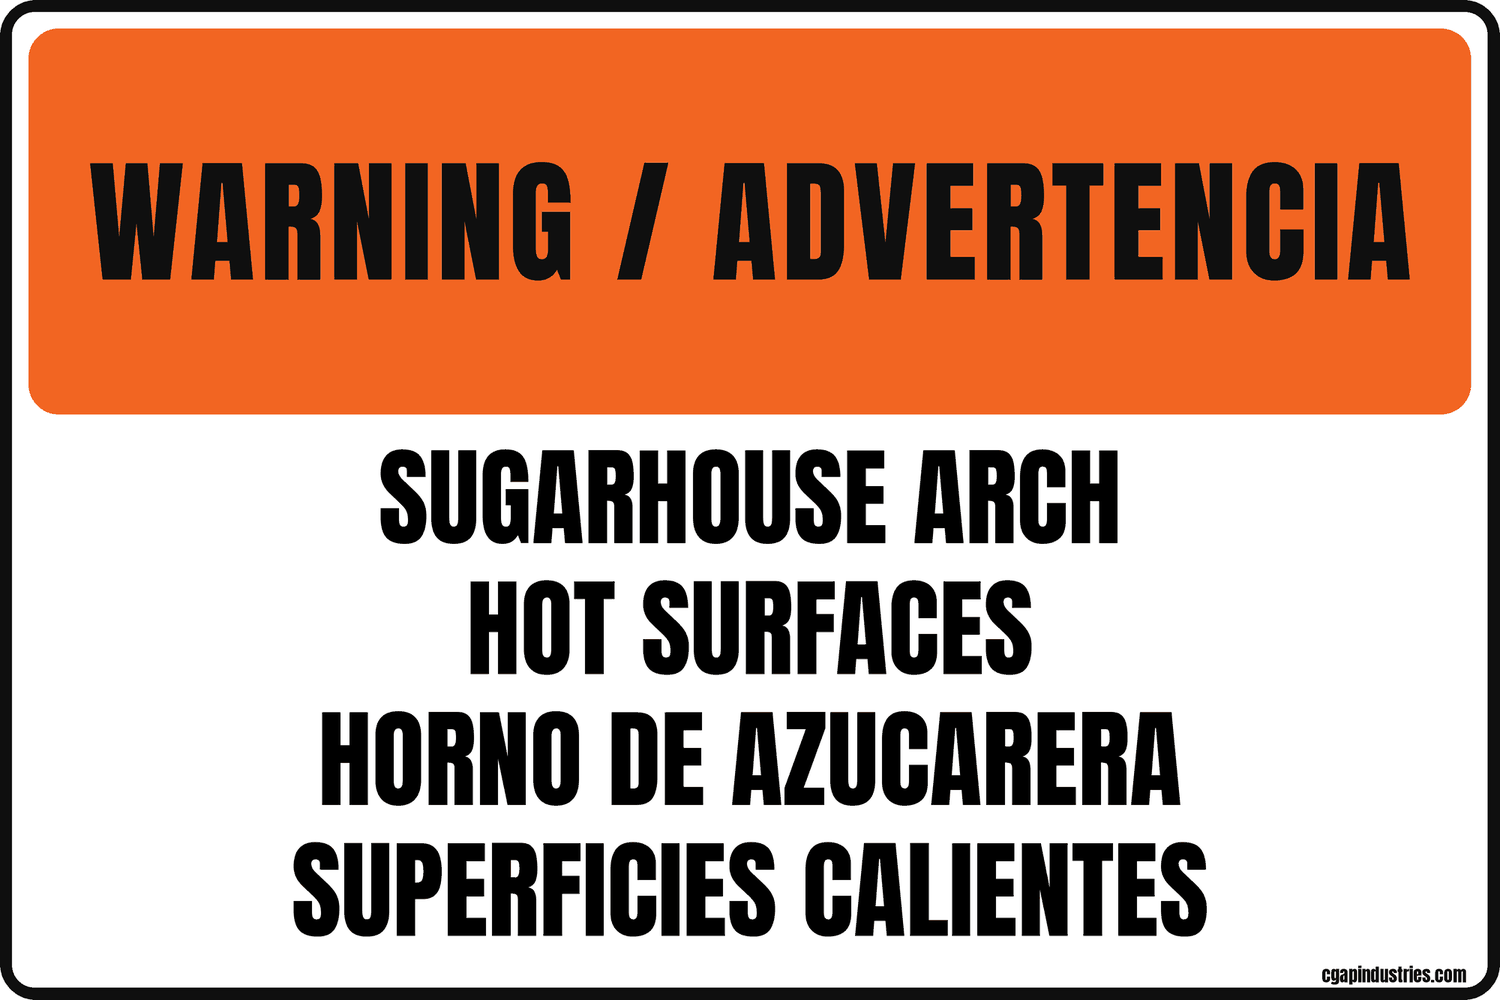 WARNING / ADVERTENCIA
SUGARHOUSE ARCH
HOT SURFACES
HORNO DE AZUCARERA
SUPERFICIES CALIENTES
cgapindustries.com